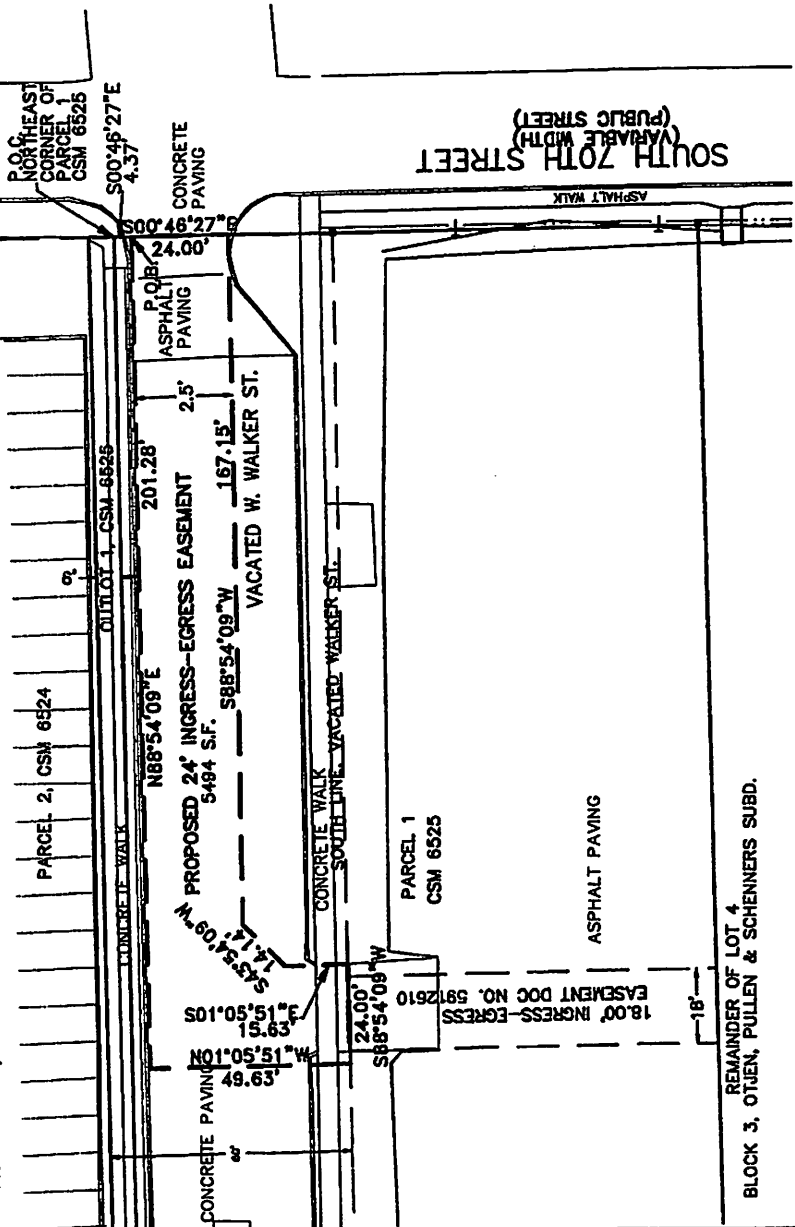 P.O.C.
NORTHEAST
CORNER OF
PARCEL 1
CSM 6525
S00°46'27"E
4.37'
CONCRETE
PAVING
S00°46'27"E
24.00'
P.O.B.
ASPHALT
PAVING
SOUTH 70TH STREET
(VARIABLE WIDTH)
(PUBLIC STREET)
ASPHALT WALK
PARCEL 2, CSM 6524
OUTLOT 1, CSM 6525
CONCRETE WALK
N88°54'09"E
201.28'
2.5'
PROPOSED 24' INGRESS-EGRESS EASEMENT
5494 S.F.
S88°54'09"W
167.15'
VACATED W. WALKER ST.
S43°54'09"W
14.14'
CONCRETE WALK
SOUTH LINE, VACATED WALKER ST.
S01°05'51"E
15.63'
N01°05'51"W
49.63'
24.00'
S88°54'09"W
CONCRETE PAVING
PARCEL 1
CSM 6525
ASPHALT PAVING
18.00' INGRESS-EGRESS
EASEMENT DOC NO. 5912610
18'
REMAINDER OF LOT 4
BLOCK 3, OTJEN, PULLEN & SCHENNERS SUBD.